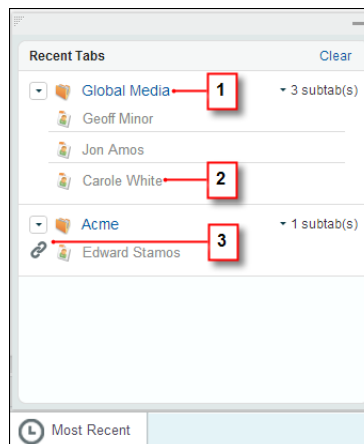 Recent Tabs Clear
Global Media 1 3 subtab(s)
Geoff Minor
Jon Amos
Carole White 2
Acme 1 subtab(s)
3
Edward Stamos
Most Recent